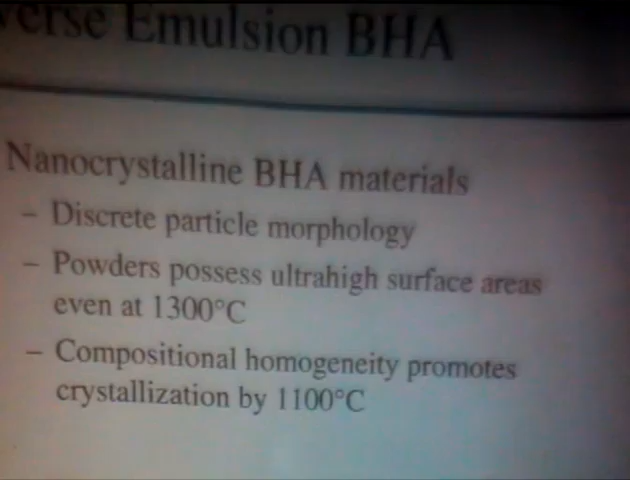 verse Emulsion BHA
Nanocrystalline BHA materials
– Discrete particle morphology
– Powders possess ultrahigh surface areas
even at 1300°C
– Compositional homogeneity promotes
crystallization by 1100°C